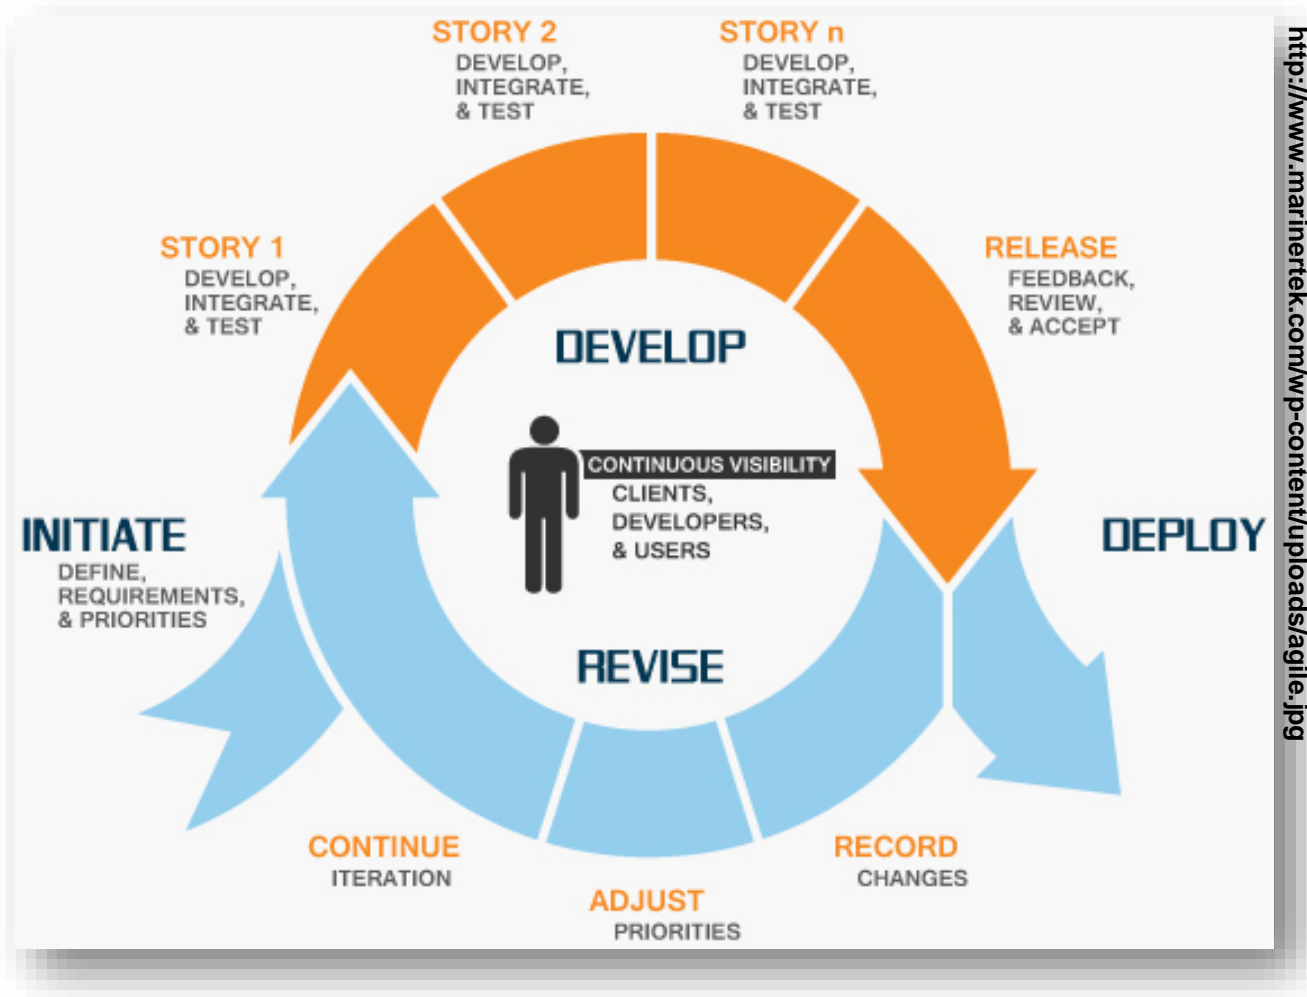 STORY 2
DEVELOP,
INTEGRATE,
& TEST
STORY n
DEVELOP,
INTEGRATE,
& TEST
STORY 1
DEVELOP,
INTEGRATE,
& TEST
RELEASE
FEEDBACK,
REVIEW,
& ACCEPT
DEVELOP
CONTINUOUS VISIBILITY
CLIENTS,
DEVELOPERS,
& USERS
INITIATE
DEFINE,
REQUIREMENTS,
& PRIORITIES
DEPLOY
REVISE
CONTINUE
ITERATION
ADJUST
PRIORITIES
RECORD
CHANGES
http://www.marinertek.com/wp-content/uploads/agile.jpg